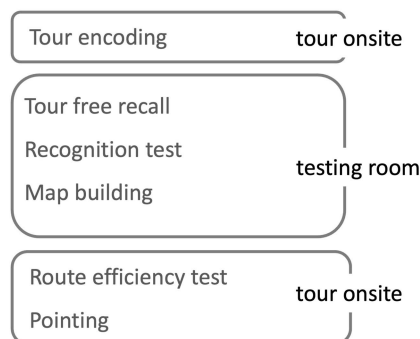 Tour encoding
tour onsite
Tour free recall
Recognition test
Map building
testing room
Route efficiency test
Pointing
tour onsite